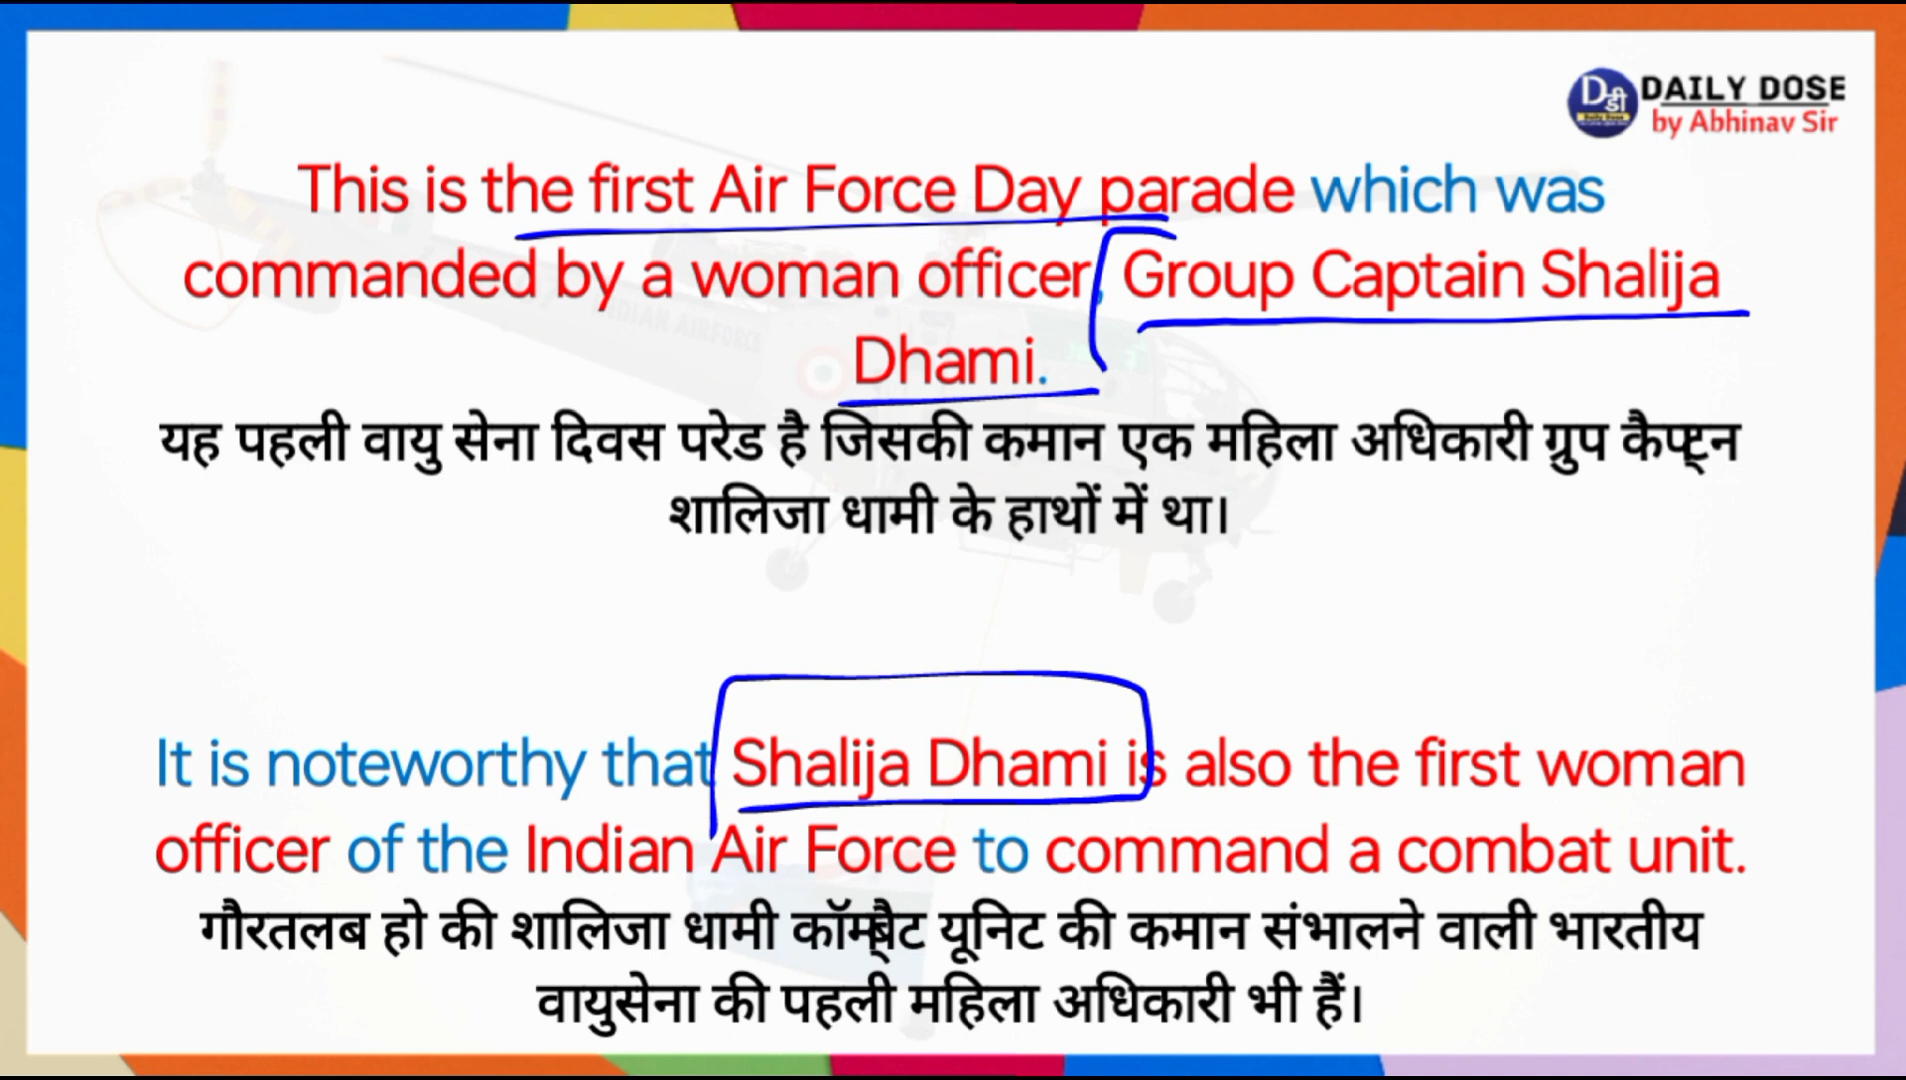 DAILY DOSE
by Abhinav Sir
This is the first Air Force Day parade which was
commanded by a woman officer, Group Captain Shalija
Dhami.
यह पहली वायु सेना दिवस परेड है जिसकी कमान एक महिला अधिकारी ग्रुप कैप्ट्न
शालिजा धामी के हाथों में था।
It is noteworthy that Shalija Dhami is also the first woman
officer of the Indian Air Force to command a combat unit.
गौरतलब हो की शालिजा धामी कॉम्बैट यूनिट की कमान संभालने वाली भारतीय
वायुसेना की पहली महिला अधिकारी भी हैं।
INDIAN AIRFORCE